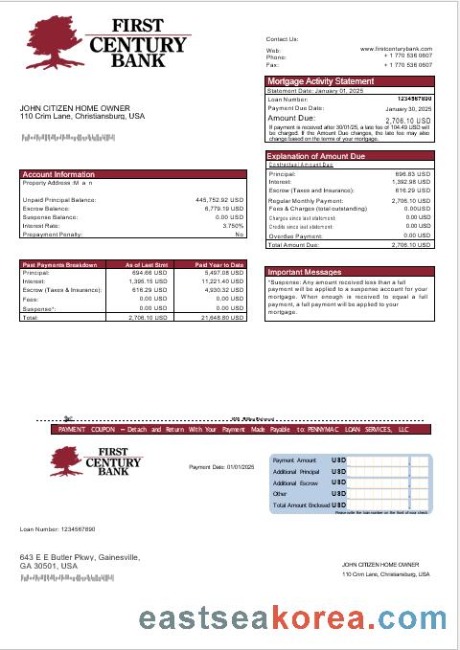 FIRST
CENTURY
BANK
Contact Us:
Web: www.firstcenturybank.com
Phone: + 1 770 536 0607
Fax: + 1 770 536 0607
Mortgage Activity Statement
Statement Date: January 01, 2025
Loan Number: 1234567890
Payment Due Date: January 30, 2025
Amount Due: 2,706.10 USD
If payment is received after 30/01/25, a late fee of 104.49 USD will
be charged. If the Amount Due changes, the late fee may also
change based on the terms of your mortgage.
JOHN CITIZEN HOME OWNER
110 Crim Lane, Christiansburg, USA
Explanation of Amount Due
Contractual Amount Due
Principal: 696.83 USD
Interest: 1,392.98 USD
Escrow (Taxes and Insurance): 616.29 USD
Regular Monthly Payment: 2,706.10 USD
Fees & Charges (total outstanding) 0.00USD
Charges since last statement: 0.00 USD
Credits since last statement: 0.00 USD
Overdue Payment: 0.00 USD
Total Amount Due: 2,706.10 USD
Account Information
Property Address :M a n
Unpaid Principal Balance: 445,752.92 USD
Escrow Balance: 6,779.19 USD
Suspense Balance: 0.00 USD
Interest Rate: 3.750%
Prepayment Penalty: No
Past Payments Breakdown As of Last Stmt Paid Year to Date
Principal: 694.66 USD 5,497.08 USD
Interest: 1,395.15 USD 11,221.40 USD
Escrow (Taxes & Insurance): 616.29 USD 4,930.32 USD
Fees: 0.00 USD 0.00 USD
Suspense*: 0.00 USD 0.00 USD
Total: 2,706.10 USD 21,648.80 USD
Important Messages
*Suspense: Any amount received less than a full
payment will be applied to a suspense account for your
mortgage. When enough is received to equal a full
payment, a full payment will be applied to your
mortgage.
PAYMENT COUPON – Detach and Return With Your Payment Made Payable to: PENNYMAC LOAN SERVICES, LLC
FIRST
CENTURY
BANK
Payment Date: 01/01/2025
Payment Amount USD
Additional Principal USD
Additional Escrow USD
Other USD
Total Amount Enclosed USD
Loan Number: 1234567890
643 E E Butler Pkwy, Gainesville,
GA 30501, USA
JOHN CITIZEN HOME OWNER
110 Crim Lane, Christiansburg, USA
eastseakorea.com